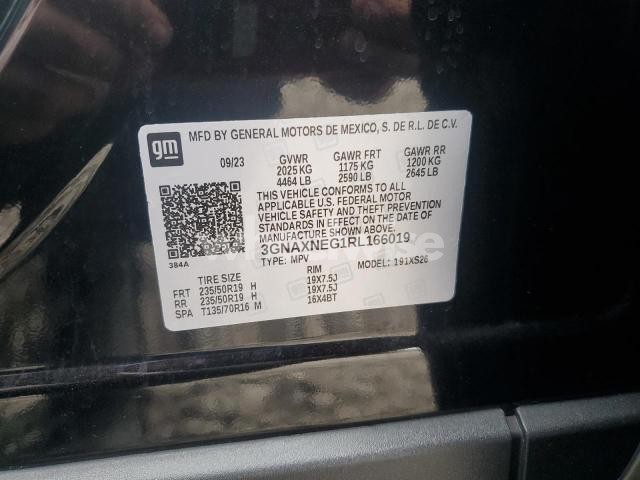 gm
MFD BY GENERAL MOTORS DE MEXICO, S. DE R.L. DE C.V.
09/23 GVWR GAWR FRT GAWR RR
2025 KG 1175 KG 1200 KG
4464 LB 2590 LB 2645 LB
THIS VEHICLE CONFORMS TO ALL
APPLICABLE U.S. FEDERAL MOTOR
VEHICLE SAFETY AND THEFT PREVENTION
STANDARDS IN EFFECT ON THE DATE OF
MANUFACTURE SHOWN ABOVE.
3GNAXNEG1RL166019
384A TYPE: MPV MODEL: 191XS26
TIRE SIZE RIM
FRT 235/50R19 H 19X7.5J
RR 235/50R19 H 19X7.5J
SPA T135/70R16 M 16X4BT